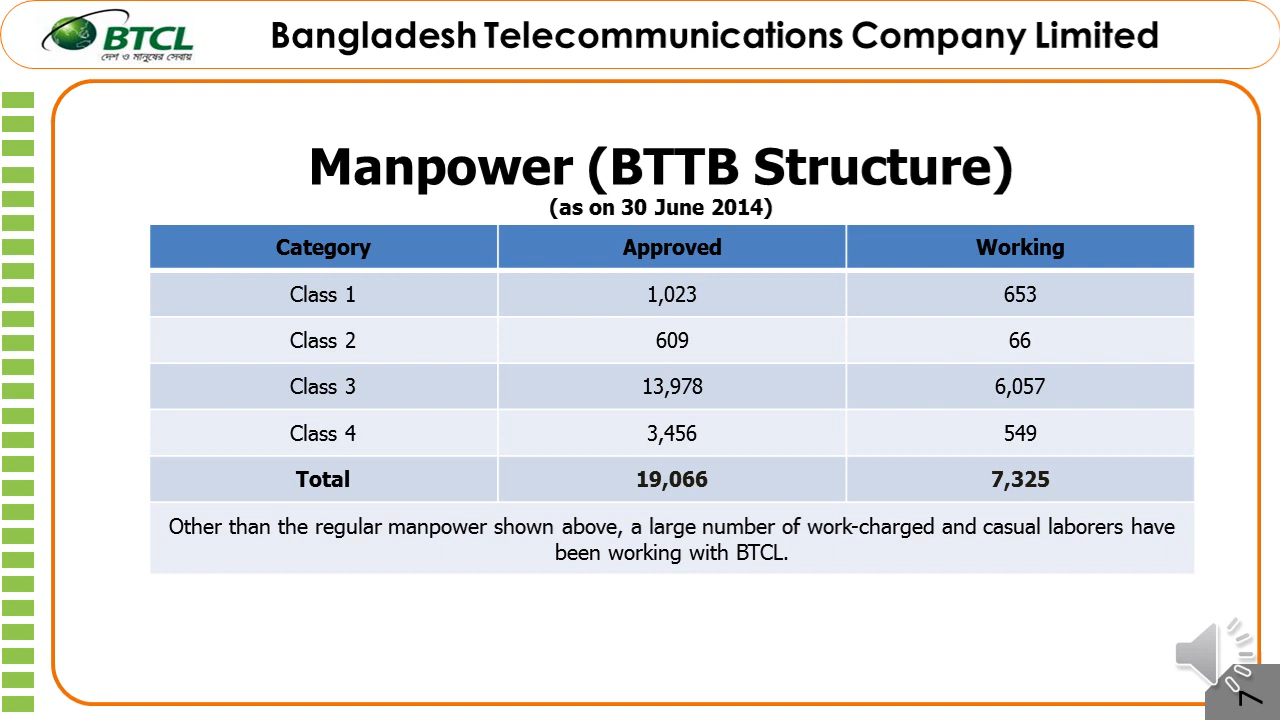 BTCL
দেশ ও মানুষের সেবায়
Bangladesh Telecommunications Company Limited
Manpower (BTTB Structure)
(as on 30 June 2014)
Category Approved Working
Class 1 1,023 653
Class 2 609 66
Class 3 13,978 6,057
Class 4 3,456 549
Total 19,066 7,325
Other than the regular manpower shown above, a large number of work-charged and casual laborers have
been working with BTCL.
7